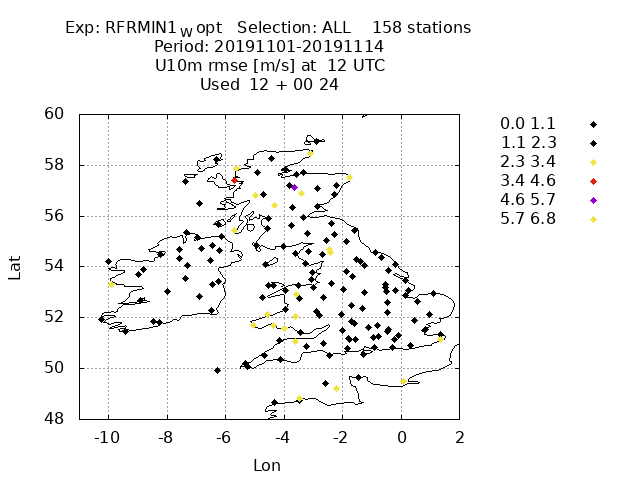 Exp: RFRMIN1Wopt   Selection: ALL    158 stations
Period: 20191101-20191114
U10m rmse [m/s] at  12 UTC
Used  12 + 00 24
60
58
56
54
52
50
48
Lat
-10 -8 -6 -4 -2 0 2
Lon
0.0 1.1
1.1 2.3
2.3 3.4
3.4 4.6
4.6 5.7
5.7 6.8